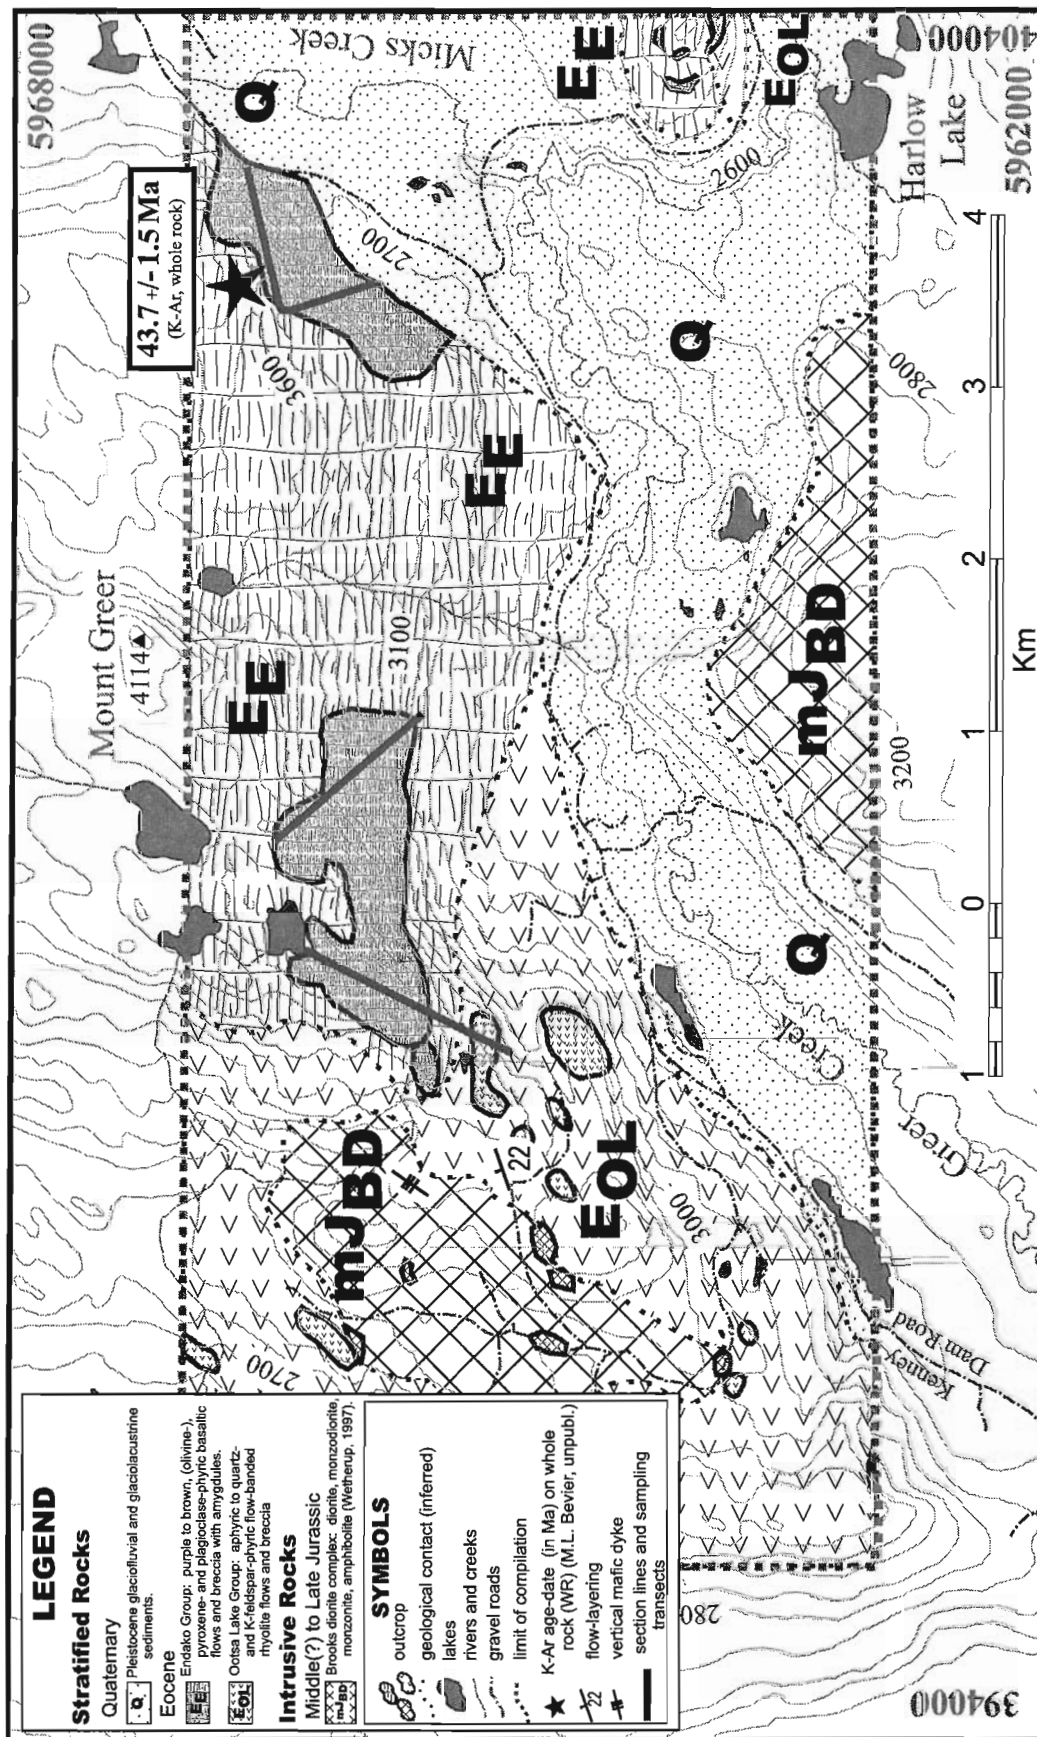 LEGEND
Stratified Rocks
Quaternary
Q
Pleistocene glaciofluvial and glaciolacustrine
sediments.
Eocene
EE
Endako Group: purple to brown, (olivine-),
pyroxene- and plagioclase-phyric basaltic
flows and breccia with amygdules.
EOL
Ootsa Lake Group: aphyric to quartz-
and K-feldspar-phyric flow-banded
rhyolite flows and breccia
Intrusive Rocks
Middle(?) to Late Jurassic
mJBD
Brooks diorite complex: diorite, monzodiorite,
monzonite, amphibolite (Wetherup, 1997).
SYMBOLS
outcrop
geological contact (inferred)
lakes
rivers and creeks
gravel roads
limit of compilation
K-Ar age-date (in Ma) on whole
rock (WR) (M.L. Bevier, unpubl.)
22
flow-layering
vertical mafic dyke
section lines and sampling
transects
Mount Greer
4114
43.7 +/- 1.5 Ma
(K-Ar, whole rock)
5968000
Q
Micks Creek
3600
2700
EE
EE
3100
EE
EOL
2600
Harlow
Lake
404000
5962000
2700
mJBD
22
EOL
3000
Q
Q
mJBD
2800
3200
Greer Creek
Kenney
Dam Road
280
394000
1 0 1 2 3 4
Km